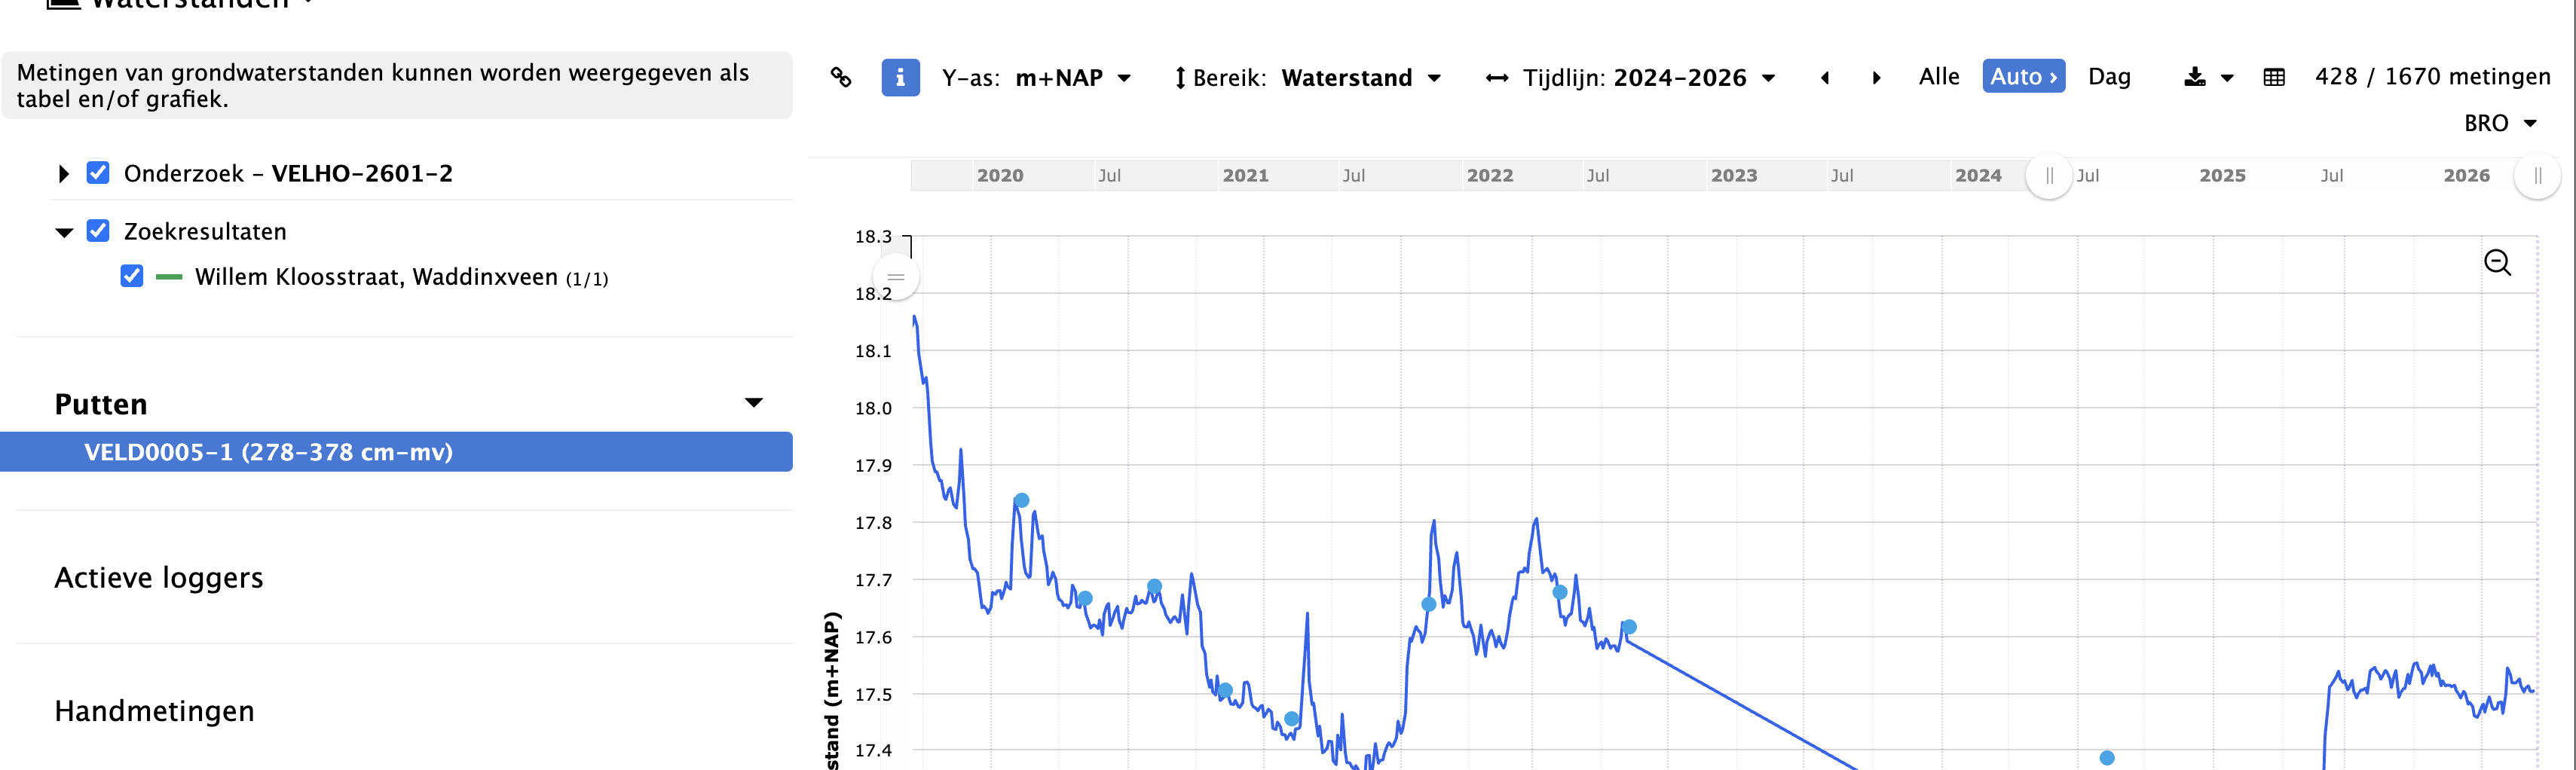 Waterstanden
Metingen van grondwaterstanden kunnen worden weergegeven als
tabel en/of grafiek.
Onderzoek - VELHO-2601-2
Zoekresultaten
Willem Kloosstraat, Waddinxveen (1/1)
Putten
VELD0005-1 (278-378 cm-mv)
Actieve loggers
Handmetingen
i Y-as: m+NAP Bereik: Waterstand Tijdlijn: 2024-2026 Alle Auto › Dag 428 / 1670 metingen
BRO
2020 Jul 2021 Jul 2022 Jul 2023 Jul 2024 Jul 2025 Jul 2026
18.3
18.2
18.1
18.0
17.9
17.8
17.7
17.6
17.5
17.4
stand (m+NAP)